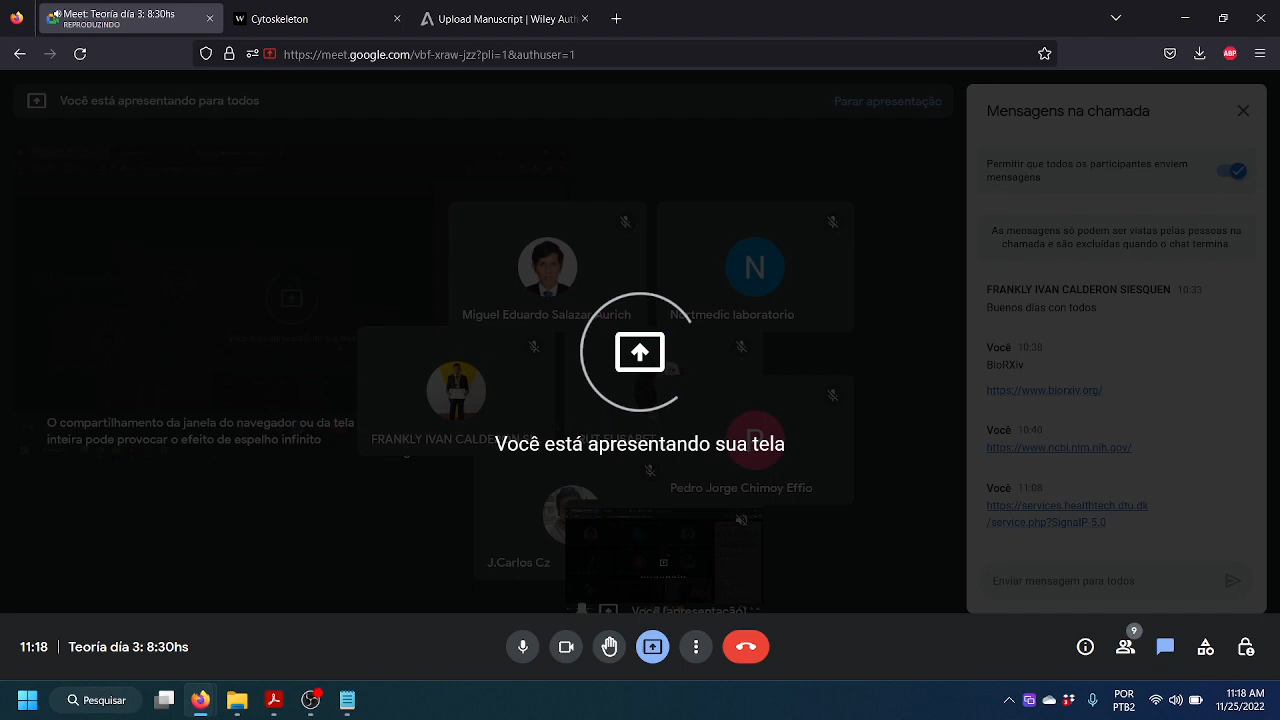 Meet: Teoría día 3: 8:30hs
REPRODUZINDO
Cytoskeleton
Upload Manuscript | Wiley Auth
https://meet.google.com/vbf-xraw-jzz?pli=1&authuser=1
ABP
Você está apresentando para todos
Parar apresentação
Mensagens na chamada
Permitir que todos os participantes enviem
mensagens
As mensagens só podem ser vistas pelas pessoas na
chamada e são excluídas quando o chat termina.
FRANKLY IVAN CALDERON SIESQUEN 10:33
Buenos días con todos
Você 10:38
BioRXiv
https://www.biorxiv.org/
Você 10:40
https://www.ncbi.nlm.nih.gov/
Você 11:08
https://services.healthtech.dtu.dk
/service.php?SignalP-5.0
Enviar mensagem para todos
N
Miguel Eduardo Salazar Aurich
Nortmedic laboratorio
O compartilhamento da janela do navegador ou da tela
inteira pode provocar o efeito de espelho infinito
FRANKLY IVAN CALDE
Você está apresentando sua tela
Pedro Jorge Chimoy Effio
J.Carlos Cz
Você (apresentação)
11:18 | Teoría día 3: 8:30hs
9
Pesquisar
POR
PTB2
11:18 AM
11/25/2022